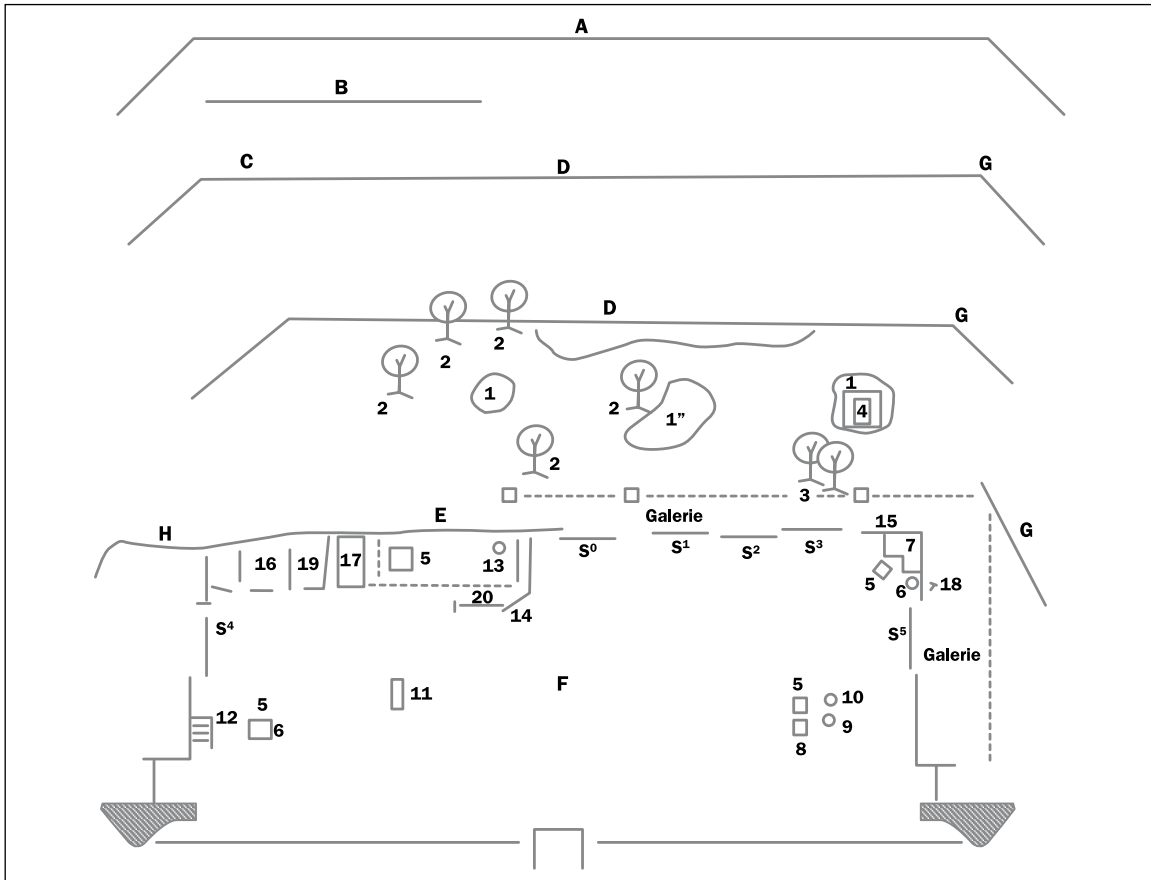 A
B
C D G
D G
2 2
2 1 2 1" 1 4
2
3
Galerie
E 15 G
H S⁰ S¹ S² S³ 7
16 19 17 5 13 5 6 18
20
14
S⁴ S⁵
Galerie
F
11 5 10
12 5 6 9
8